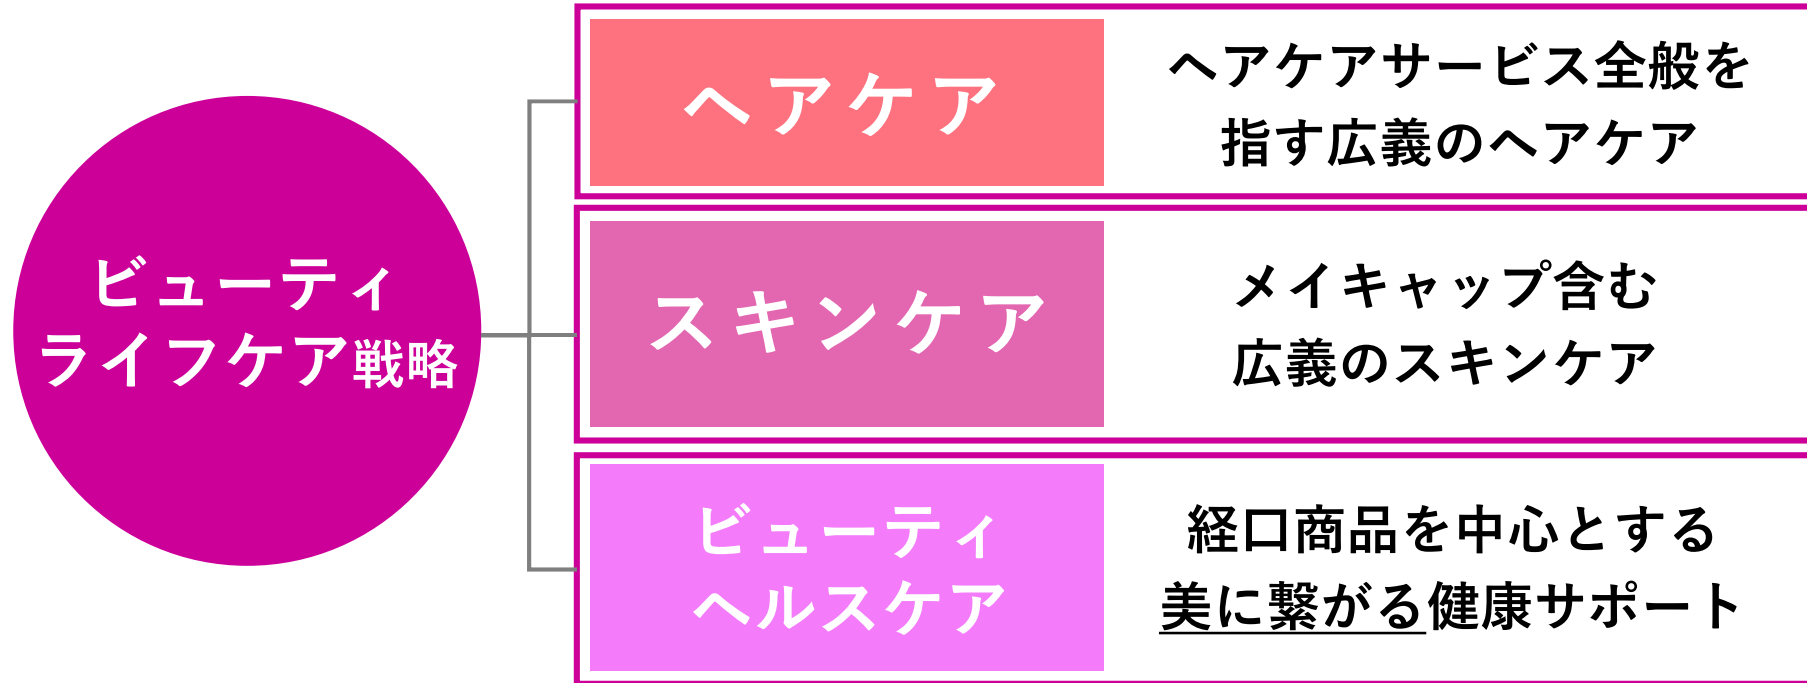 ビューティ
ライフケア戦略
ヘアケア
ヘアケアサービス全般を
指す広義のヘアケア
スキンケア
メイキャップ含む
広義のスキンケア
ビューティ
ヘルスケア
経口商品を中心とする
美に繋がる健康サポート